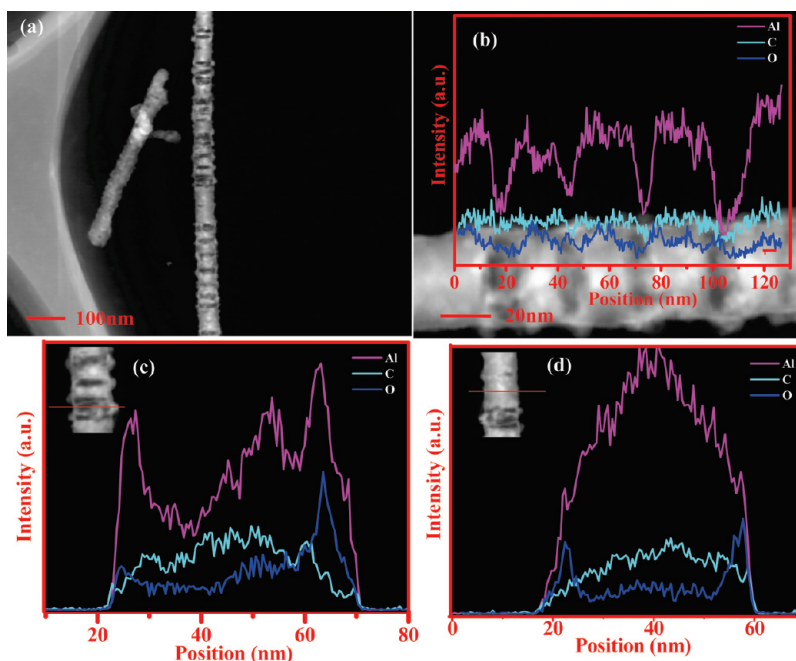 (a)
100nm
(b)
Al
C
O
Intensity (a.u.)
0 20 40 60 80 100 120
Position (nm)
20nm
(c)
Al
C
O
Intensity (a.u.)
20 40 60 80
Position (nm)
(d)
Al
C
O
Intensity (a.u.)
0 20 40 60
Position (nm)